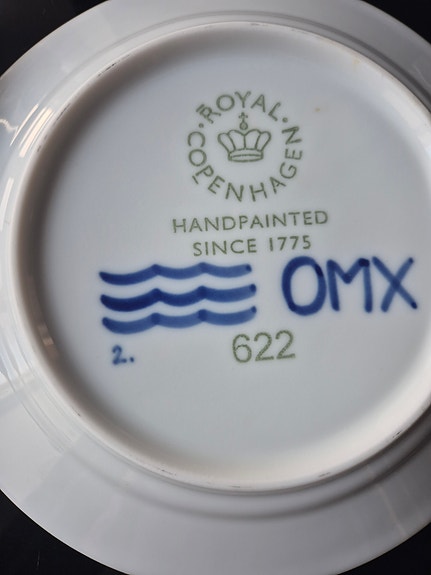 ROYAL COPENHAGEN
HANDPAINTED
SINCE 1775
OMX
2.
622